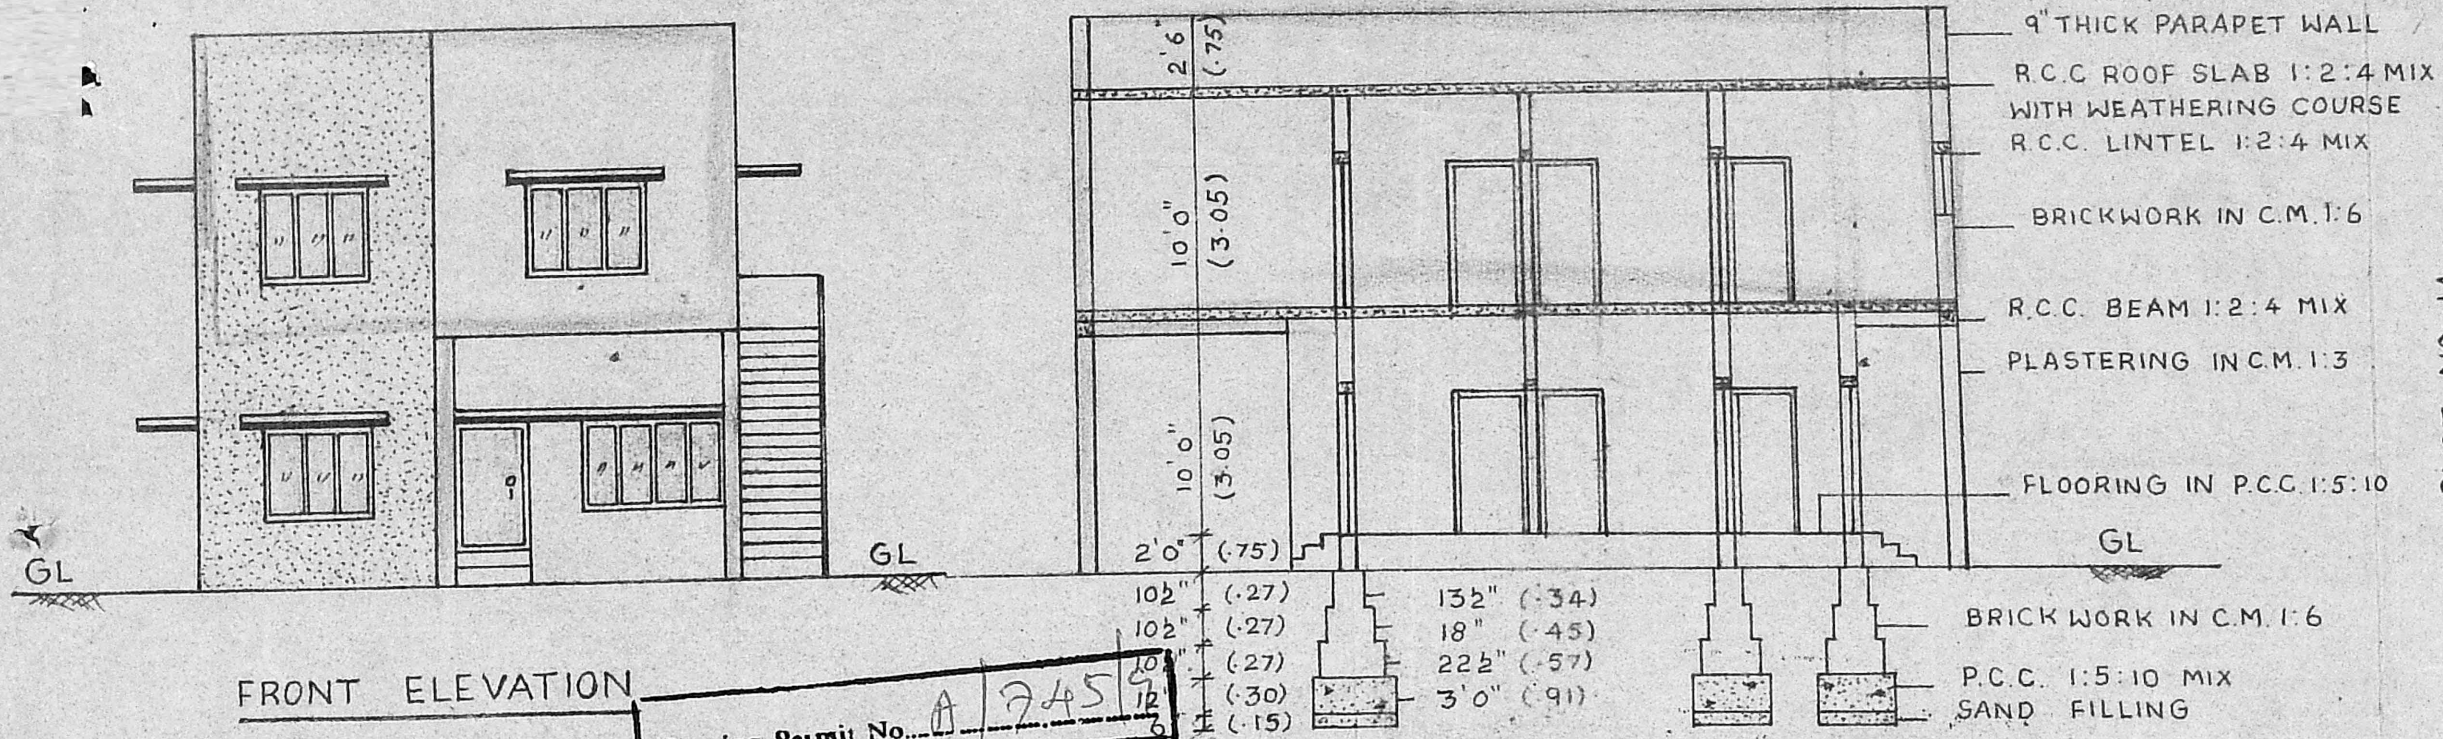 2'6"
(.75)
10'0"
(3.05)
10'0"
(3.05)
2'0" (.75)
10½" (.27)
10½" (.27)
10½" (.27)
12" (.30)
6" (.15)
13½" (.34)
18" (.45)
22½" (.57)
3'0" (.91)
9" THICK PARAPET WALL
R.C.C ROOF SLAB 1:2:4 MIX
WITH WEATHERING COURSE
R.C.C. LINTEL 1:2:4 MIX
BRICKWORK IN C.M. 1:6
R.C.C. BEAM 1:2:4 MIX
PLASTERING IN C.M. 1:3
FLOORING IN P.C.C. 1:5:10
GL
GL
GL
BRICK WORK IN C.M. 1:6
P.C.C. 1:5:10 MIX
SAND FILLING
FRONT ELEVATION
Permit No. A/745